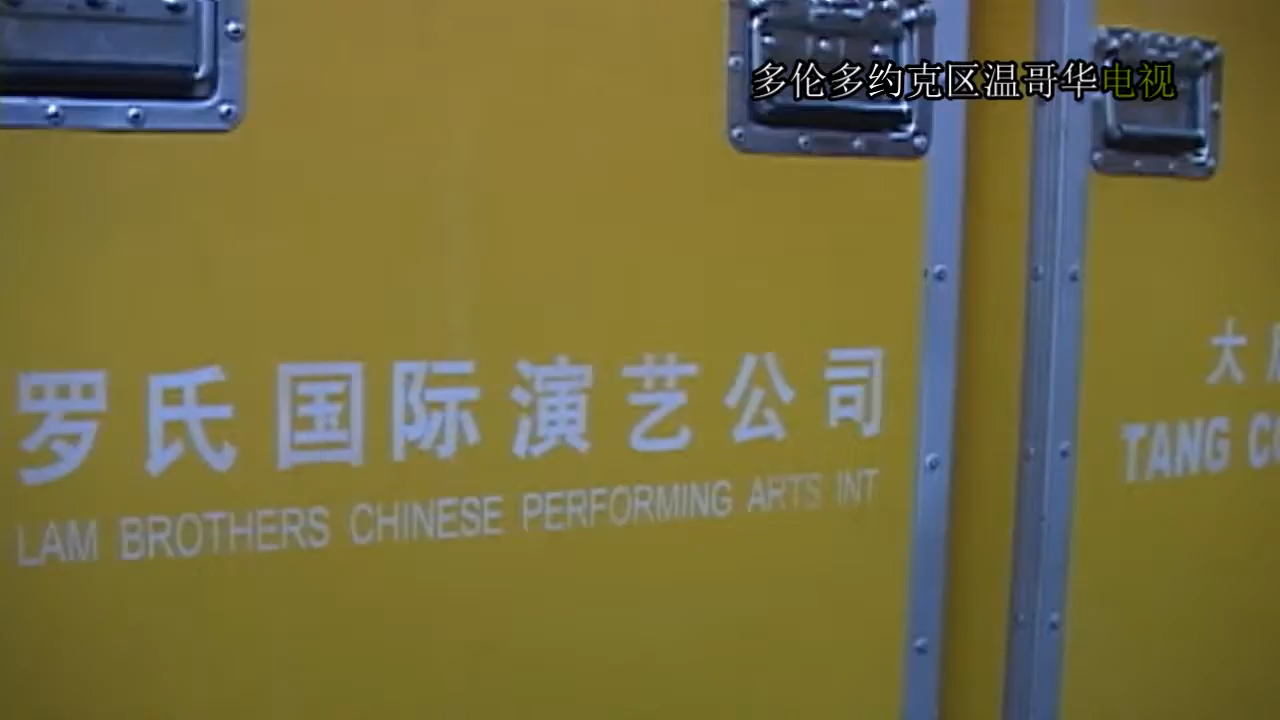 多伦多约克区温哥华电视
罗氏国际演艺公司
LAM BROTHERS CHINESE PERFORMING ARTS INT
大
TANG